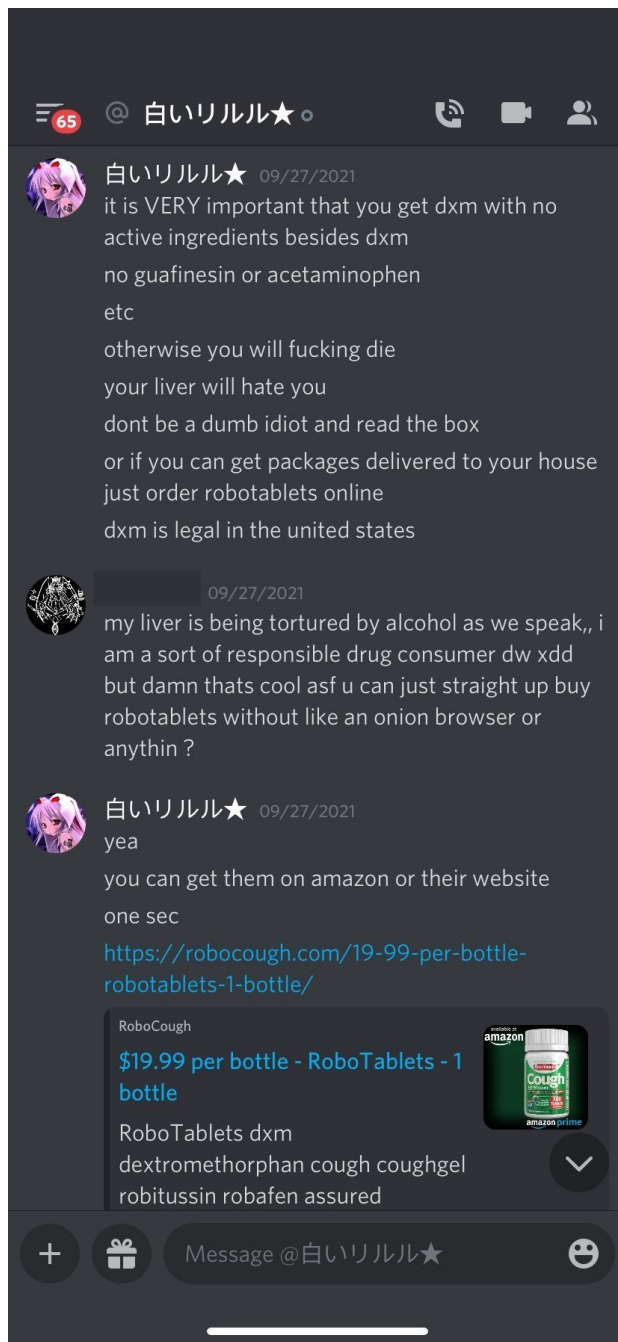 65
@ 白いリルル★
白いリルル★ 09/27/2021
it is VERY important that you get dxm with no
active ingredients besides dxm
no guafinesin or acetaminophen
etc
otherwise you will fucking die
your liver will hate you
dont be a dumb idiot and read the box
or if you can get packages delivered to your house
just order robotablets online
dxm is legal in the united states
09/27/2021
my liver is being tortured by alcohol as we speak,, i
am a sort of responsible drug consumer dw xdd
but damn thats cool asf u can just straight up buy
robotablets without like an onion browser or
anythin ?
白いリルル★ 09/27/2021
yea
you can get them on amazon or their website
one sec
https://robocough.com/19-99-per-bottle-
robotablets-1-bottle/
RoboCough
$19.99 per bottle - RoboTablets - 1
bottle
available at
amazon
Cough
amazon prime
RoboTablets dxm
dextromethorphan cough coughgel
robitussin robafen assured
Message @白いリルル★